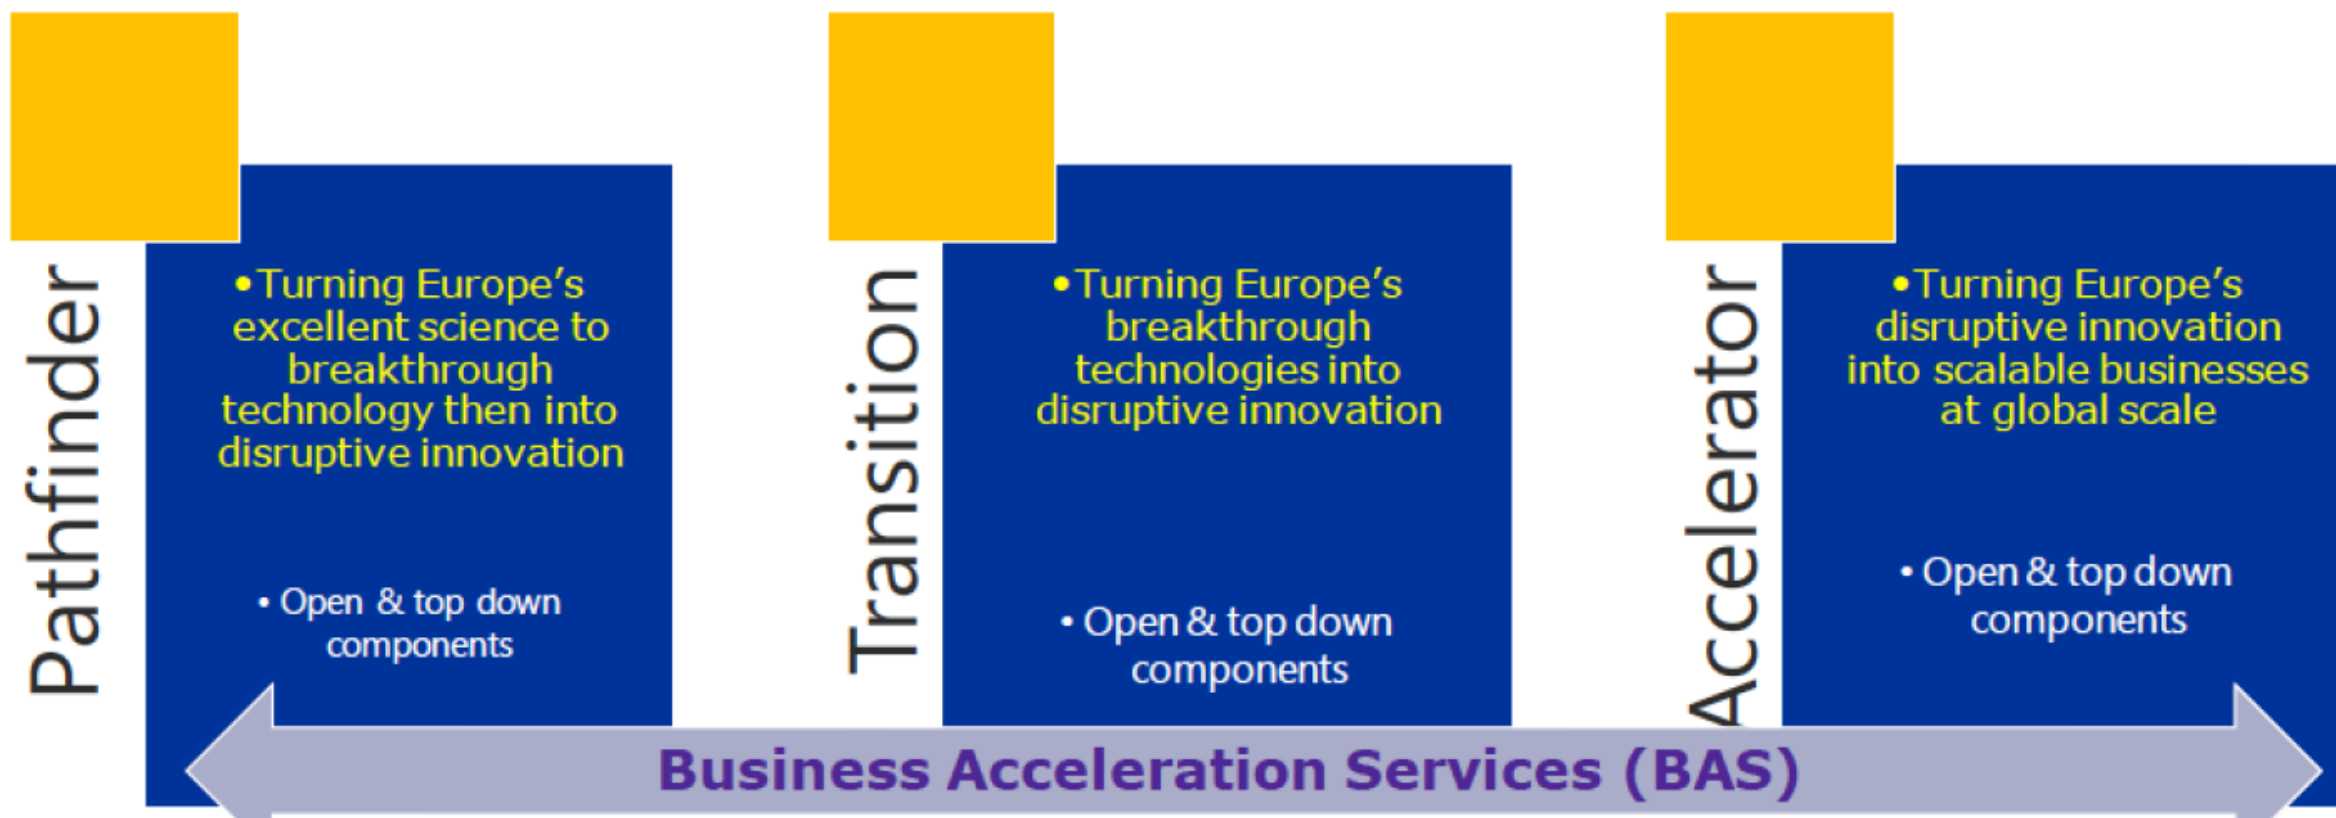 Pathfinder
•Turning Europe's
excellent science to
breakthrough
technology then into
disruptive innovation
• Open & top down
components
Transition
•Turning Europe's
breakthrough
technologies into
disruptive innovation
• Open & top down
components
Accelerator
•Turning Europe's
disruptive innovation
into scalable businesses
at global scale
• Open & top down
components
Business Acceleration Services (BAS)